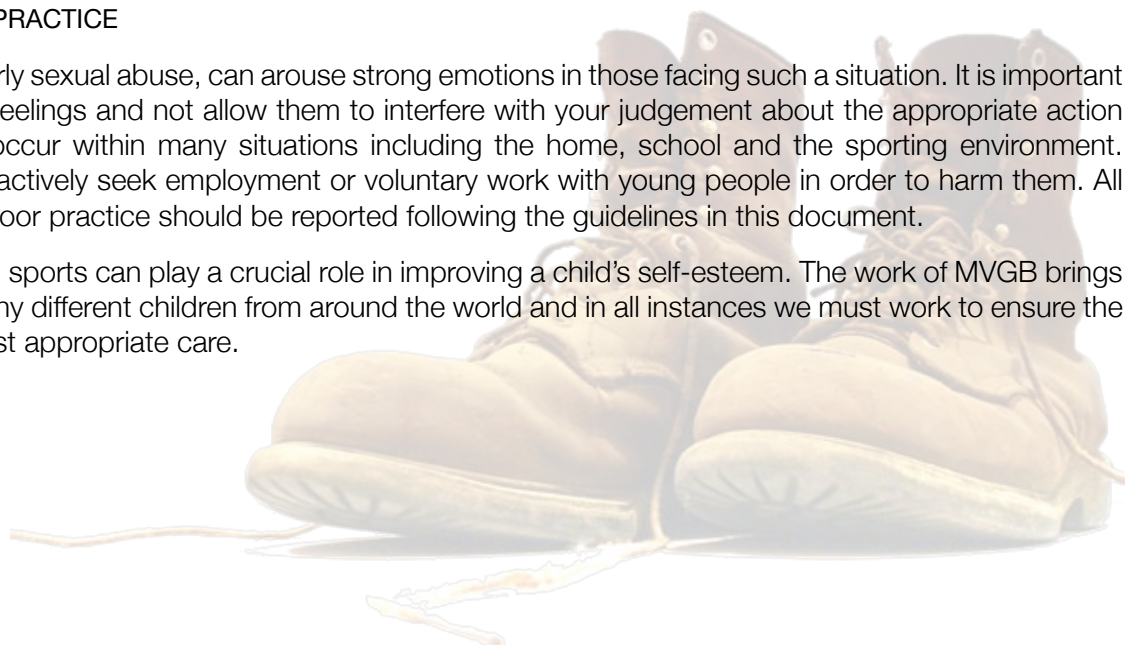 PRACTICE
rly sexual abuse, can arouse strong emotions in those facing such a situation. It is important
eelings and not allow them to interfere with your judgement about the appropriate action
occur within many situations including the home, school and the sporting environment.
actively seek employment or voluntary work with young people in order to harm them. All
oor practice should be reported following the guidelines in this document.
sports can play a crucial role in improving a child's self-esteem. The work of MVGB brings
ny different children from around the world and in all instances we must work to ensure the
st appropriate care.